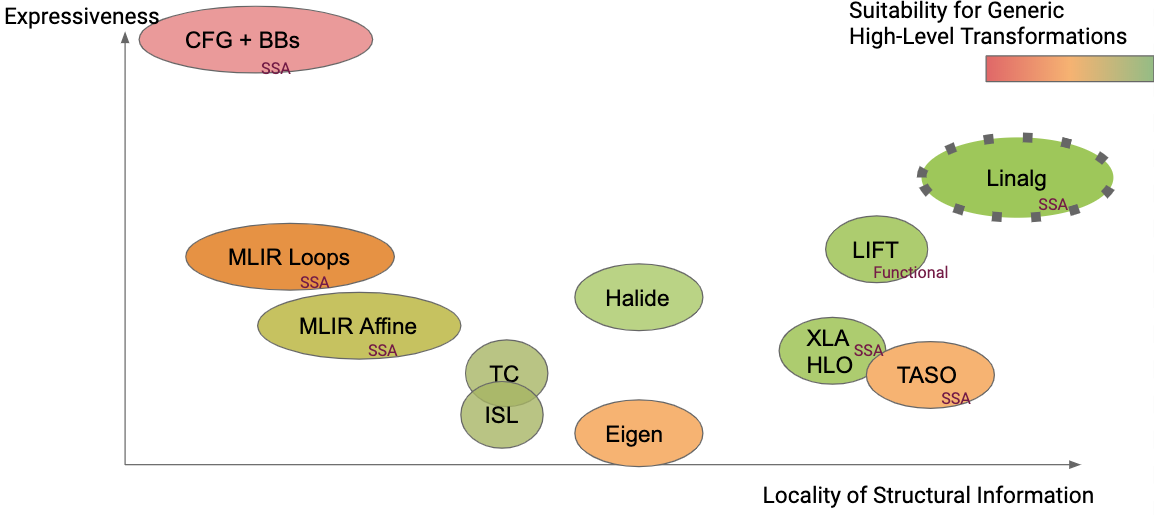 Expressiveness
Suitability for Generic
High-Level Transformations
CFG + BBs
SSA
Linalg
SSA
MLIR Loops
SSA
LIFT
Functional
Halide
MLIR Affine
SSA
XLA
HLO
SSA
TC
TASO
SSA
ISL
Eigen
Locality of Structural Information